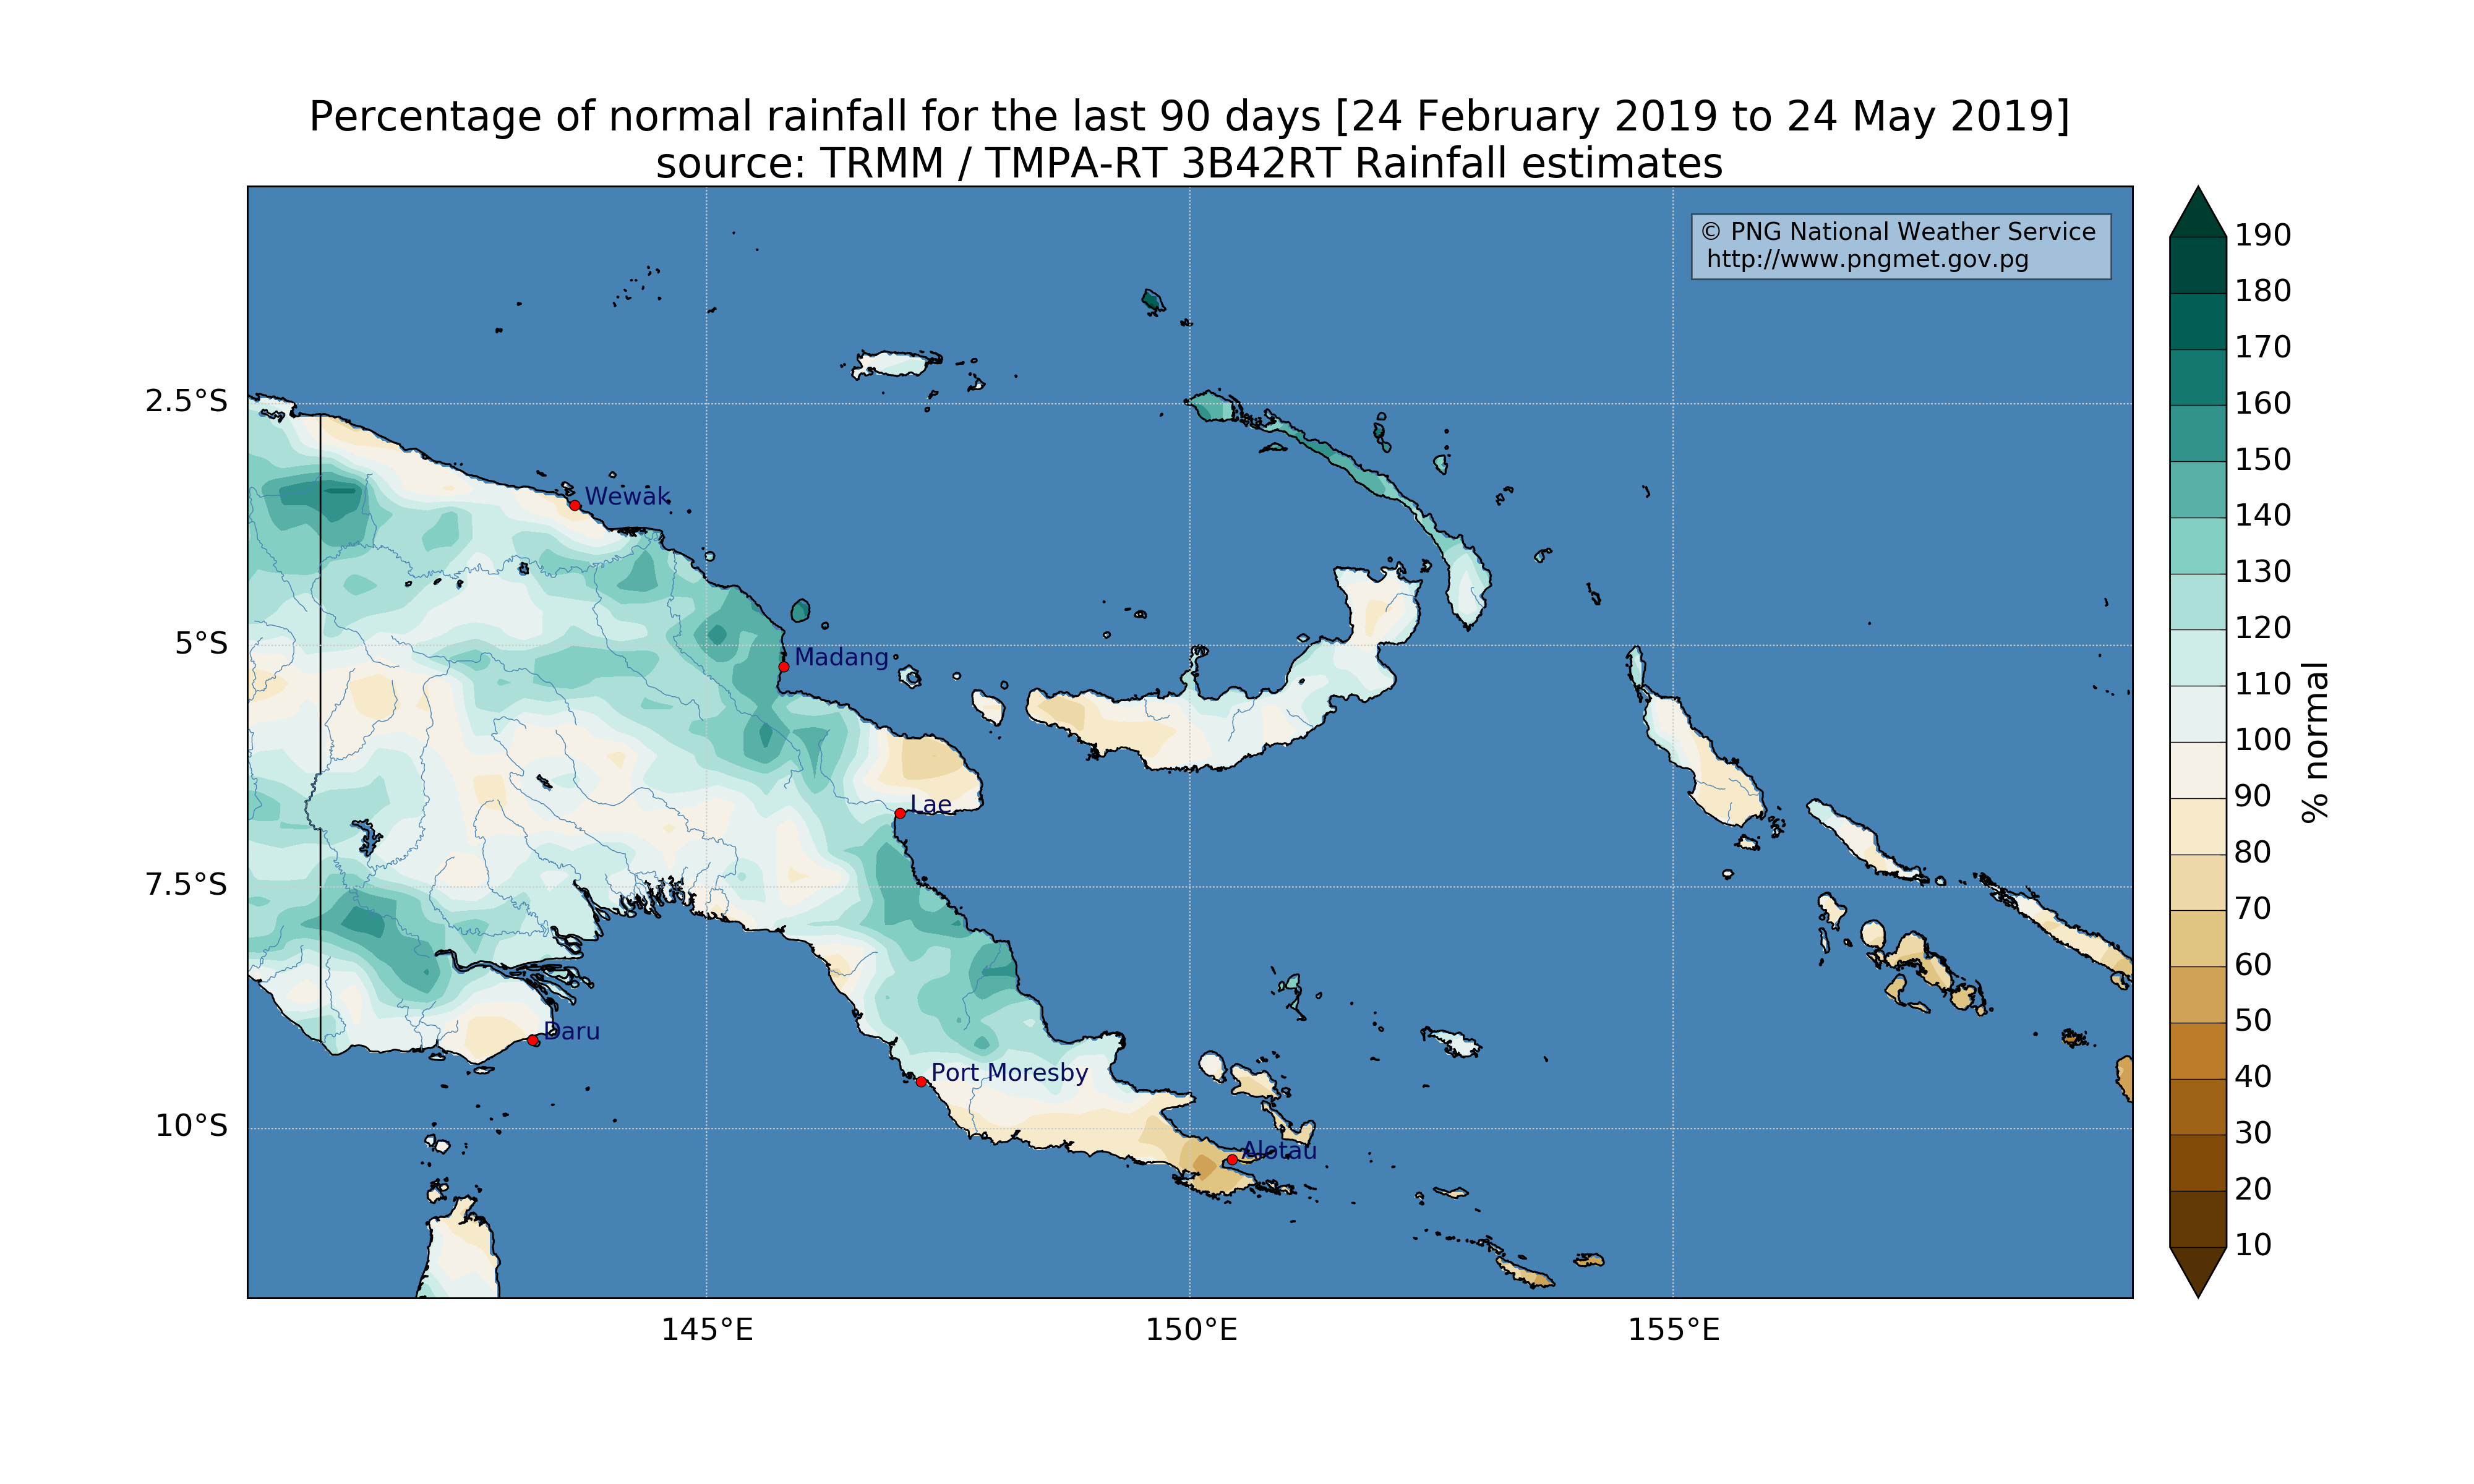 Percentage of normal rainfall for the last 90 days [24 February 2019 to 24 May 2019]
source: TRMM / TMPA-RT 3B42RT Rainfall estimates
© PNG National Weather Service
http://www.pngmet.gov.pg
2.5°S
5°S
7.5°S
10°S
Wewak
Madang
Lae
Daru
Port Moresby
Alotau
145°E
150°E
155°E
190
180
170
160
150
140
130
120
110
100
90
80
70
60
50
40
30
20
10
% normal